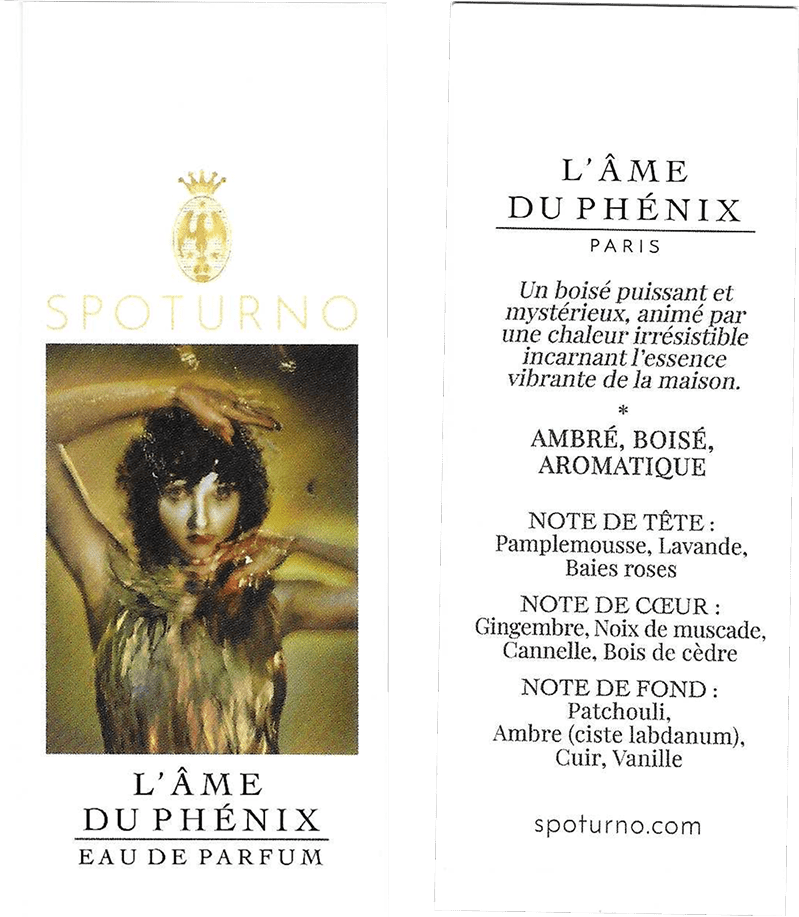 SPOTURNO
L'ÂME
DU PHÉNIX
EAU DE PARFUM
L'ÂME
DU PHÉNIX
PARIS
Un boisé puissant et
mystérieux, animé par
une chaleur irrésistible
incarnant l'essence
vibrante de la maison.
*
AMBRÉ, BOISÉ,
AROMATIQUE
NOTE DE TÊTE :
Pamplemousse, Lavande,
Baies roses
NOTE DE CŒUR :
Gingembre, Noix de muscade,
Cannelle, Bois de cèdre
NOTE DE FOND :
Patchouli,
Ambre (ciste labdanum),
Cuir, Vanille
spoturno.com